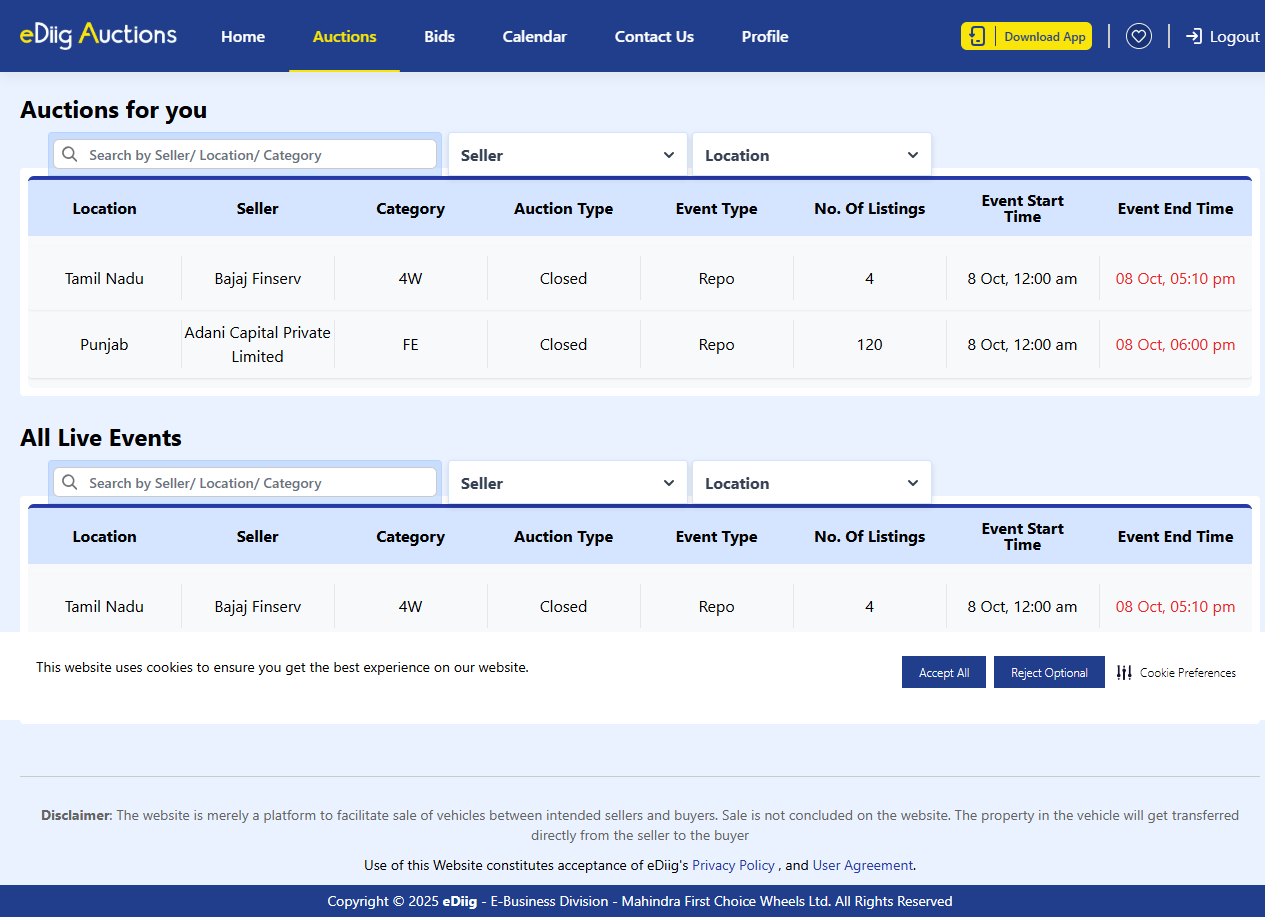 eDiig Auctions Home Auctions Bids Calendar Contact Us Profile Download App Logout
Auctions for you
Search by Seller/ Location/ Category Seller Location
Location Seller Category Auction Type Event Type No. Of Listings Event Start Time Event End Time
Tamil Nadu Bajaj Finserv 4W Closed Repo 4 8 Oct, 12:00 am 08 Oct, 05:10 pm
Punjab Adani Capital Private Limited FE Closed Repo 120 8 Oct, 12:00 am 08 Oct, 06:00 pm
All Live Events
Search by Seller/ Location/ Category Seller Location
Location Seller Category Auction Type Event Type No. Of Listings Event Start Time Event End Time
Tamil Nadu Bajaj Finserv 4W Closed Repo 4 8 Oct, 12:00 am 08 Oct, 05:10 pm
This website uses cookies to ensure you get the best experience on our website. Accept All Reject Optional Cookie Preferences
Disclaimer: The website is merely a platform to facilitate sale of vehicles between intended sellers and buyers. Sale is not concluded on the website. The property in the vehicle will get transferred
directly from the seller to the buyer
Use of this Website constitutes acceptance of eDiig's Privacy Policy , and User Agreement.
Copyright © 2025 eDiig - E-Business Division - Mahindra First Choice Wheels Ltd. All Rights Reserved